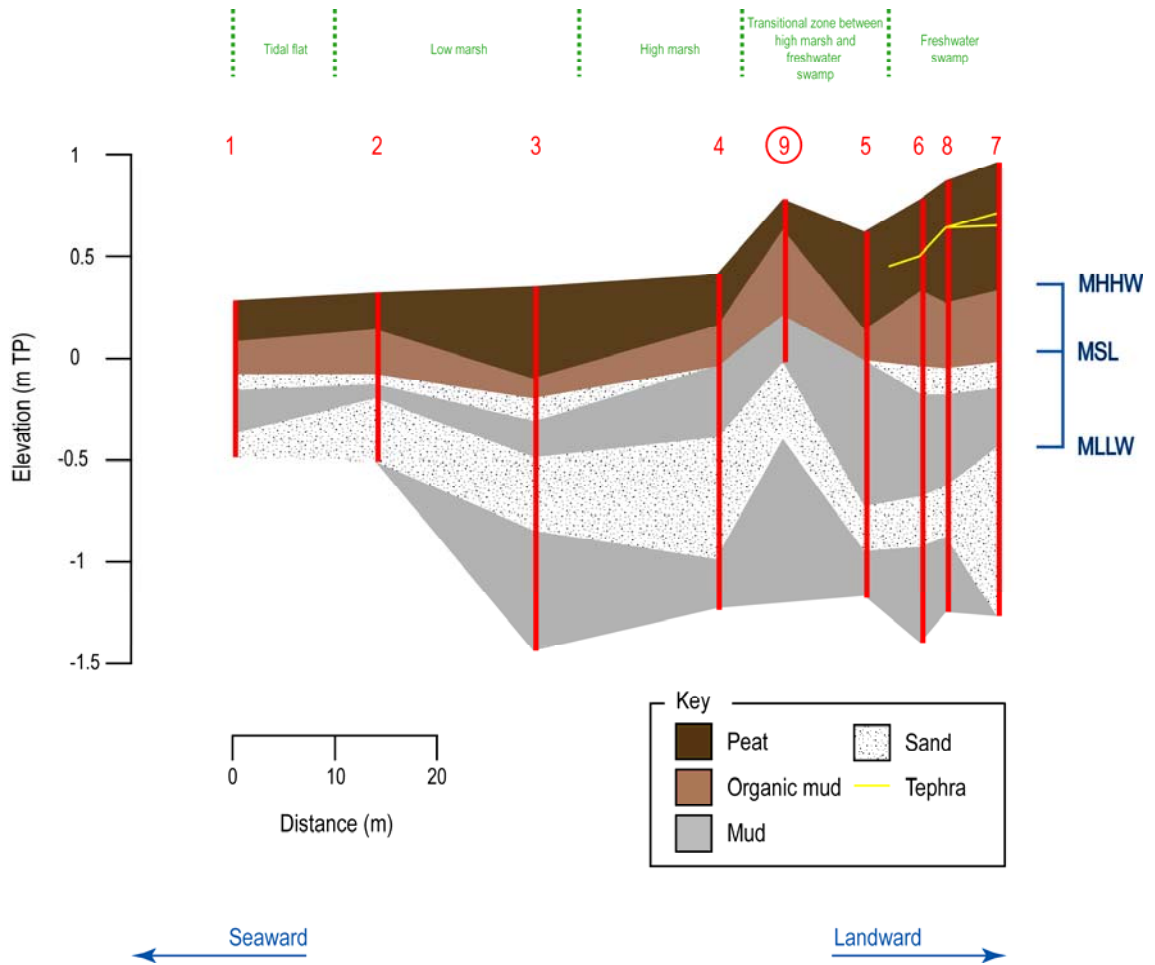 Tidal flat
Low marsh
High marsh
Transitional zone between
high marsh and
freshwater
swamp
Freshwater
swamp
1
2
3
4
9
5
6
8
7
Elevation (m TP)
1
0.5
0
-0.5
-1
-1.5
MHHW
MSL
MLLW
0
10
20
Distance (m)
Key
Peat
Organic mud
Mud
Sand
Tephra
Seaward
Landward